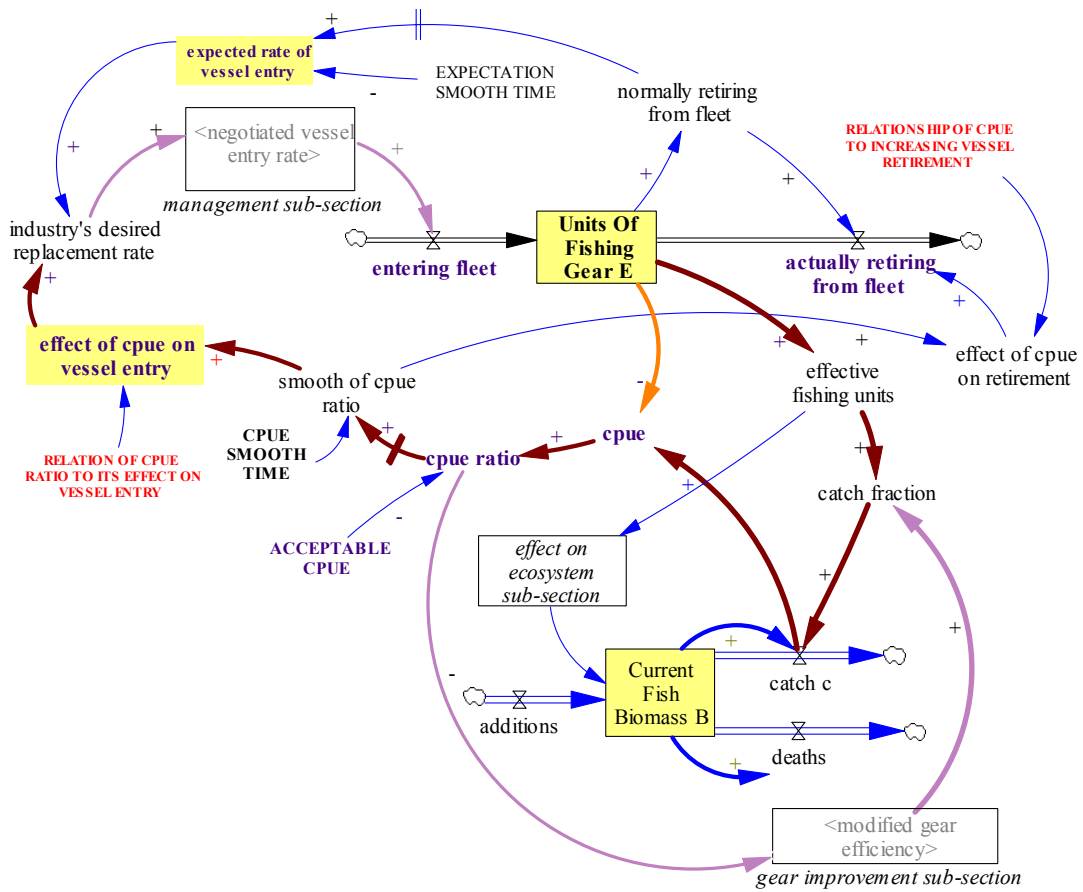 +
expected rate of
vessel entry
EXPECTATION
SMOOTH TIME
-
normally retiring
from fleet
RELATIONSHIP OF CPUE
TO INCREASING VESSEL
RETIREMENT
+
+
<negotiated vessel
entry rate>
+
management sub-section
+
+
industry's desired
replacement rate
entering fleet
Units Of
Fishing
Gear E
actually retiring
from fleet
+
+
effect of cpue on
vessel entry
+
smooth of cpue
ratio
+
+
effective
fishing units
effect of cpue
on retirement
-
CPUE
SMOOTH
TIME
+
cpue ratio
+
cpue
+
RELATION OF CPUE
RATIO TO ITS EFFECT ON
VESSEL ENTRY
+
catch fraction
-
ACCEPTABLE
CPUE
effect on
ecosystem
sub-section
+
+
+
-
Current
Fish
Biomass B
catch c
additions
deaths
+
<modified gear
efficiency>
gear improvement sub-section